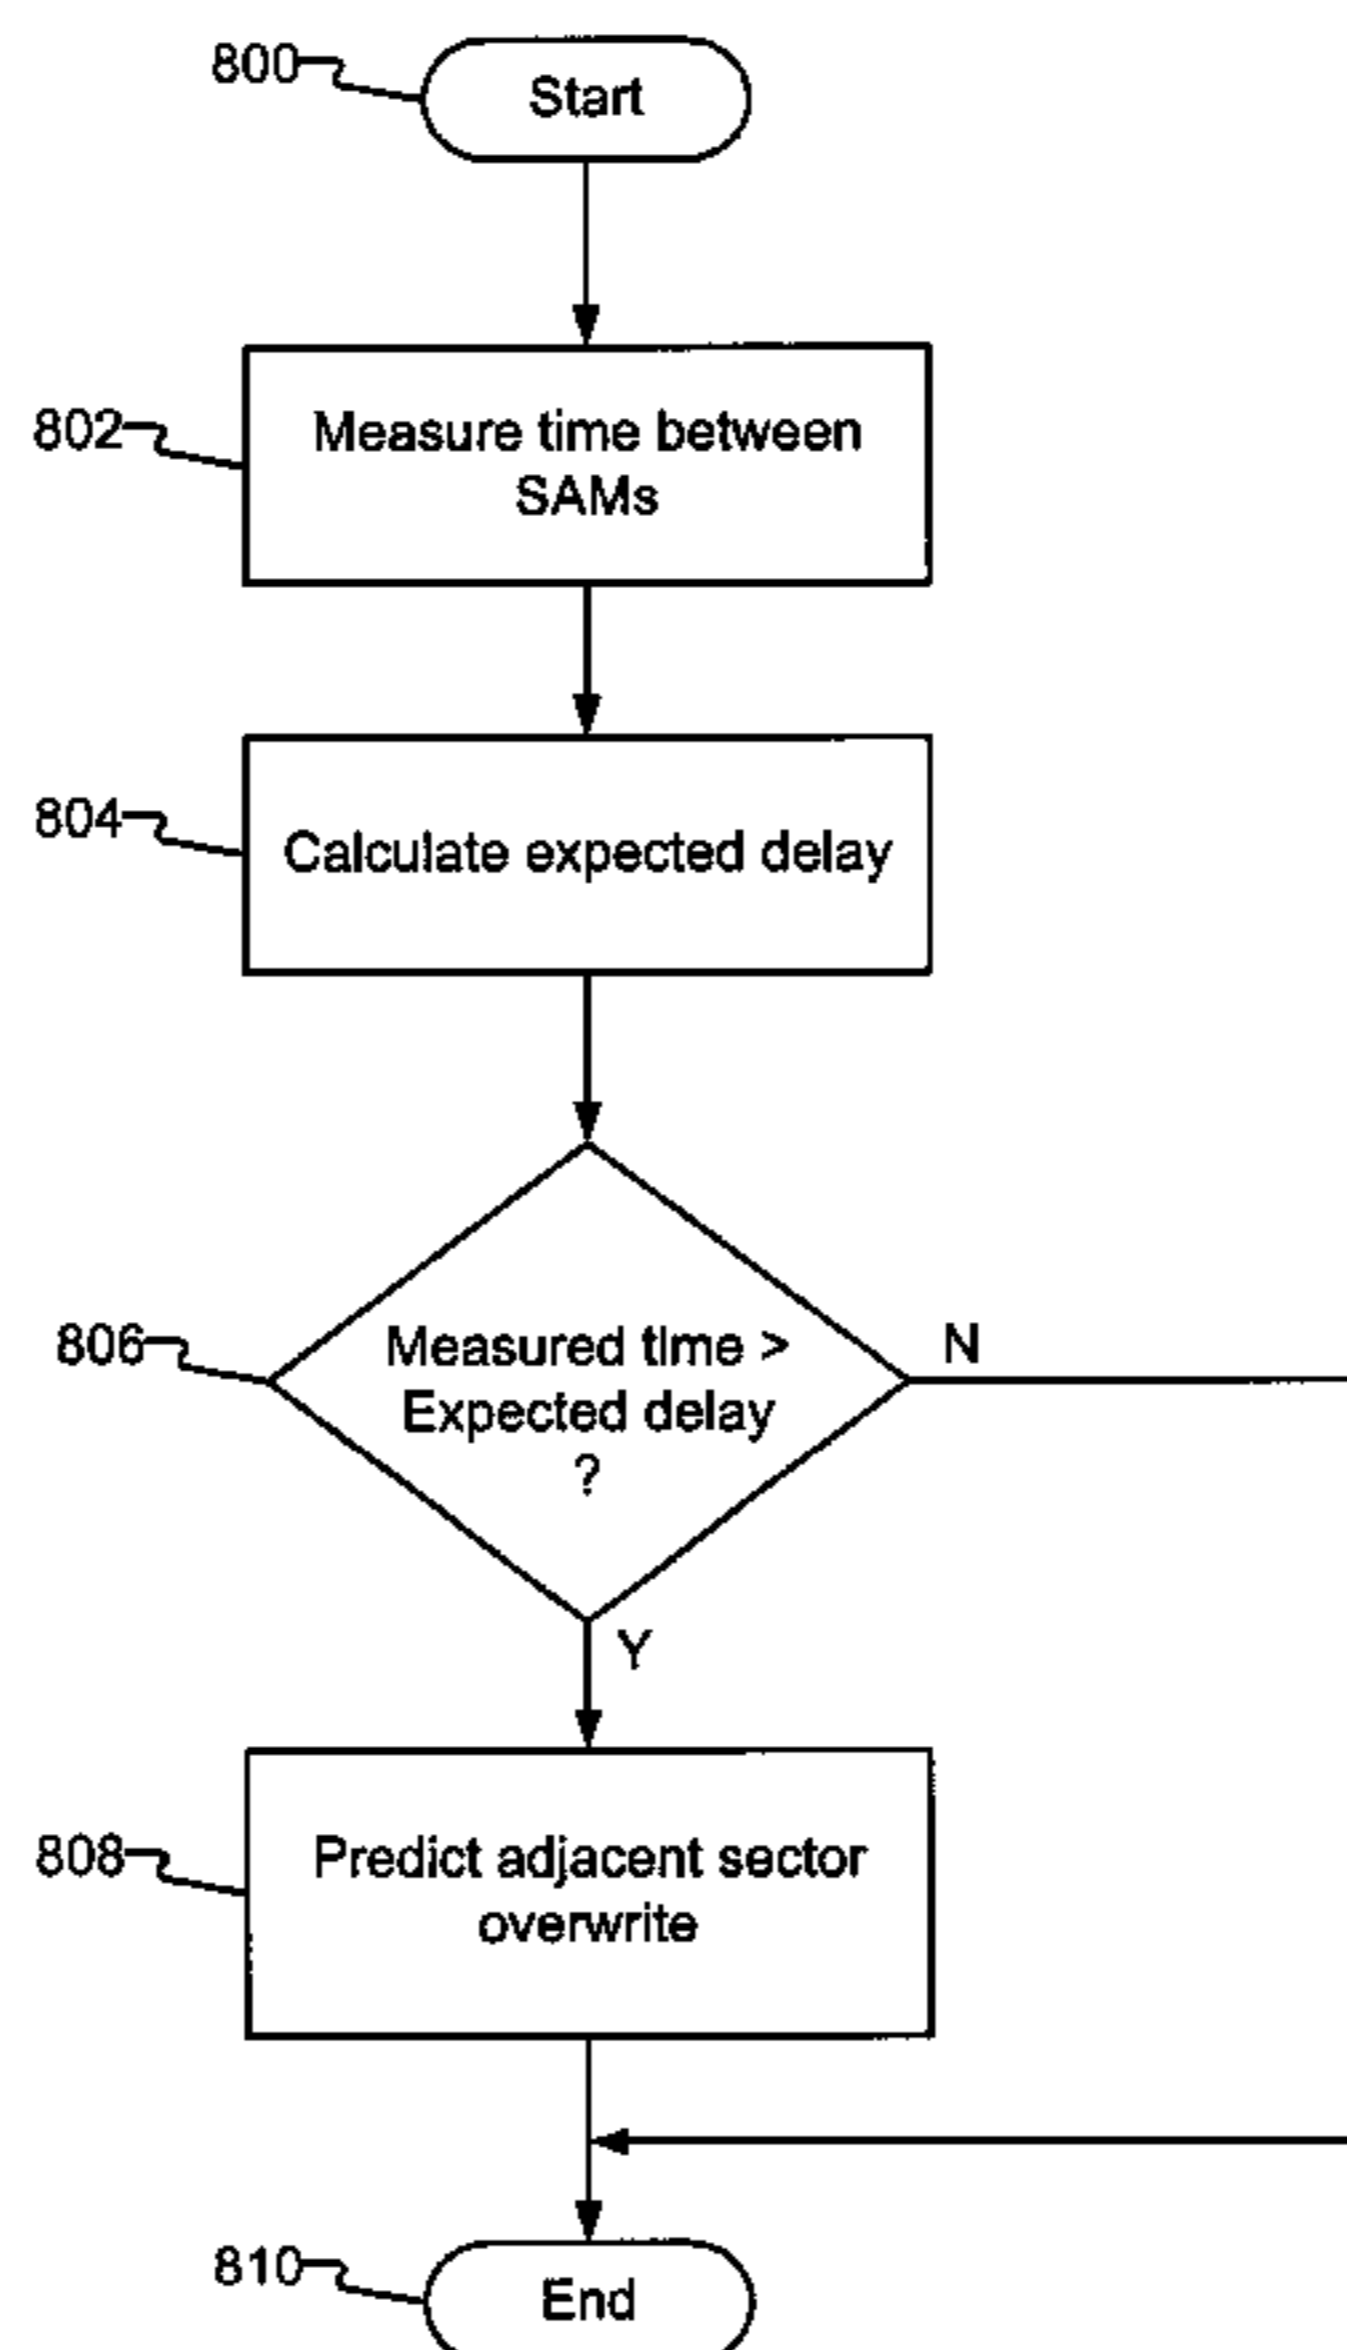 800
Start
802
Measure time between
SAMs
804
Calculate expected delay
806
Measured time >
Expected delay
?
N
Y
808
Predict adjacent sector
overwrite
810
End